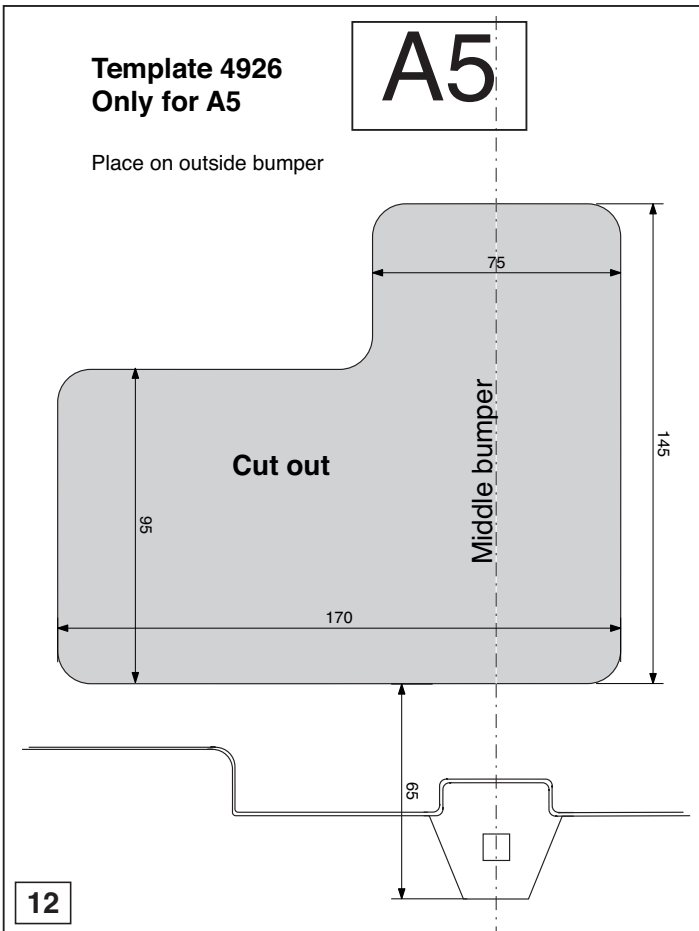 Template 4926
Only for A5
A5
Place on outside bumper
75
145
Middle bumper
Cut out
95
170
65
12